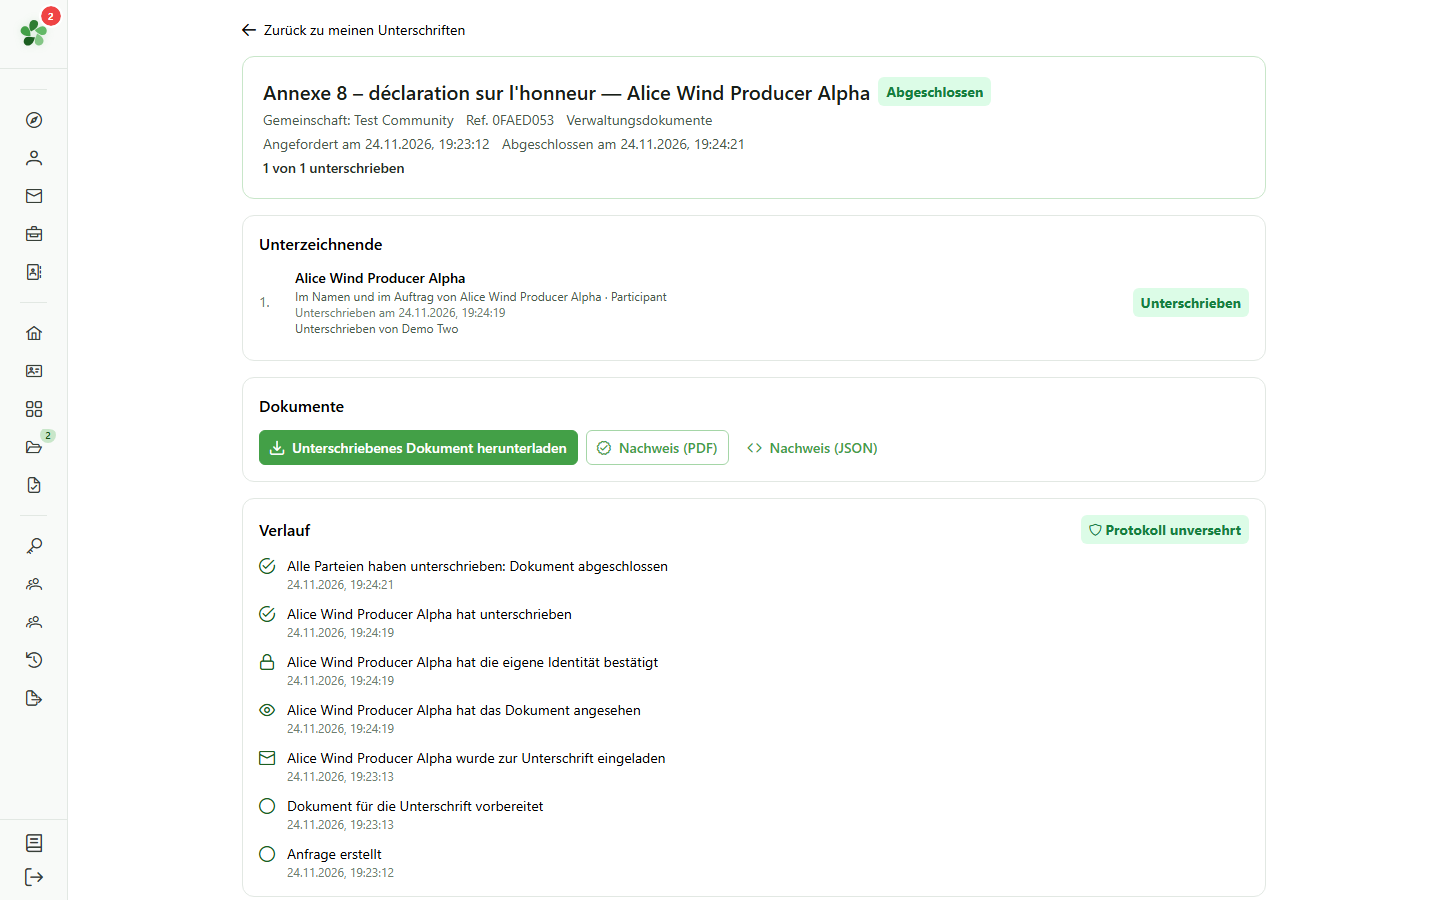 2
Zurück zu meinen Unterschriften
Annexe 8 – déclaration sur l'honneur — Alice Wind Producer Alpha Abgeschlossen
Gemeinschaft: Test Community Ref. 0FAED053 Verwaltungsdokumente
Angefordert am 24.11.2026, 19:23:12 Abgeschlossen am 24.11.2026, 19:24:21
1 von 1 unterschrieben
Unterzeichnende
1.
Alice Wind Producer Alpha
Im Namen und im Auftrag von Alice Wind Producer Alpha · Participant
Unterschrieben am 24.11.2026, 19:24:19
Unterschrieben von Demo Two
Unterschrieben
Dokumente
Unterschriebenes Dokument herunterladen Nachweis (PDF) Nachweis (JSON)
2
Verlauf
Protokoll unversehrt
Alle Parteien haben unterschrieben: Dokument abgeschlossen
24.11.2026, 19:24:21
Alice Wind Producer Alpha hat unterschrieben
24.11.2026, 19:24:19
Alice Wind Producer Alpha hat die eigene Identität bestätigt
24.11.2026, 19:24:19
Alice Wind Producer Alpha hat das Dokument angesehen
24.11.2026, 19:24:19
Alice Wind Producer Alpha wurde zur Unterschrift eingeladen
24.11.2026, 19:23:13
Dokument für die Unterschrift vorbereitet
24.11.2026, 19:23:13
Anfrage erstellt
24.11.2026, 19:23:12